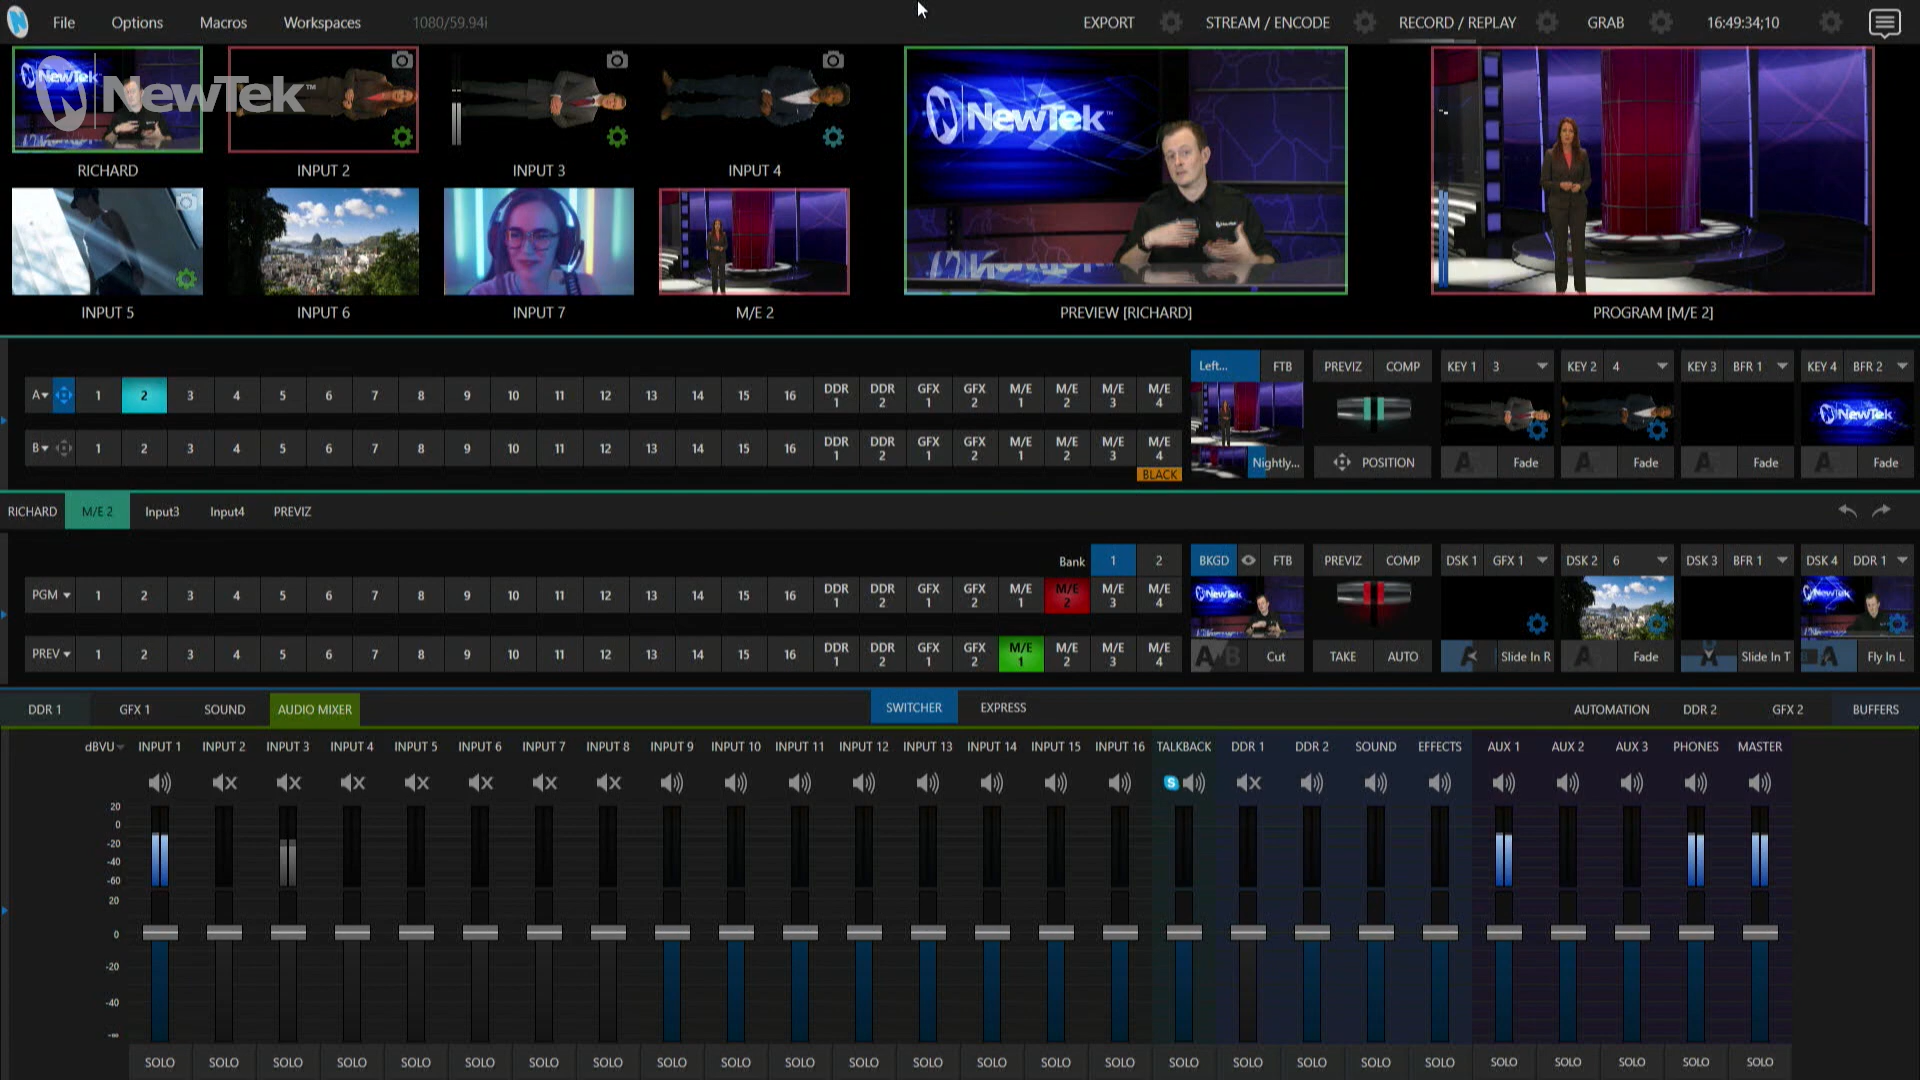 File Options Macros Workspaces 1080/59.94i EXPORT STREAM / ENCODE RECORD / REPLAY GRAB 16:49:34;10
NewTek™
NewTek
NewTek™
RICHARD INPUT 2 INPUT 3 INPUT 4
INPUT 5 INPUT 6 INPUT 7 M/E 2 PREVIEW [RICHARD] PROGRAM [M/E 2]
Left... FTB PREVIZ COMP KEY 1 3 KEY 2 4 KEY 3 BFR 1 KEY 4 BFR 2
A 1 2 3 4 5 6 7 8 9 10 11 12 13 14 15 16 DDR 1 DDR 2 GFX 1 GFX 2 M/E 1 M/E 2 M/E 3 M/E 4
NewTek
B 1 2 3 4 5 6 7 8 9 10 11 12 13 14 15 16 DDR 1 DDR 2 GFX 1 GFX 2 M/E 1 M/E 2 M/E 3 M/E 4
BLACK
Nightly... POSITION A Fade A Fade A Fade A Fade
RICHARD M/E 2 Input3 Input4 PREVIZ
Bank 1 2 BKGD FTB PREVIZ COMP DSK 1 GFX 1 DSK 2 6 DSK 3 BFR 1 DSK 4 DDR 1
PGM 1 2 3 4 5 6 7 8 9 10 11 12 13 14 15 16 DDR 1 DDR 2 GFX 1 GFX 2 M/E 1 M/E 2 M/E 3 M/E 4
NewTek
NewTek
PREV 1 2 3 4 5 6 7 8 9 10 11 12 13 14 15 16 DDR 1 DDR 2 GFX 1 GFX 2 M/E 1 M/E 2 M/E 3 M/E 4
A B Cut TAKE AUTO A Slide In R A Fade A Slide In T A Fly In L
DDR 1 GFX 1 SOUND AUDIO MIXER SWITCHER EXPRESS AUTOMATION DDR 2 GFX 2 BUFFERS
dBVU INPUT 1 INPUT 2 INPUT 3 INPUT 4 INPUT 5 INPUT 6 INPUT 7 INPUT 8 INPUT 9 INPUT 10 INPUT 11 INPUT 12 INPUT 13 INPUT 14 INPUT 15 INPUT 16 TALKBACK DDR 1 DDR 2 SOUND EFFECTS AUX 1 AUX 2 AUX 3 PHONES MASTER
S
20
0
-20
-40
-60
20
0
-20
-40
-∞
SOLO SOLO SOLO SOLO SOLO SOLO SOLO SOLO SOLO SOLO SOLO SOLO SOLO SOLO SOLO SOLO SOLO SOLO SOLO SOLO SOLO SOLO SOLO SOLO SOLO SOLO